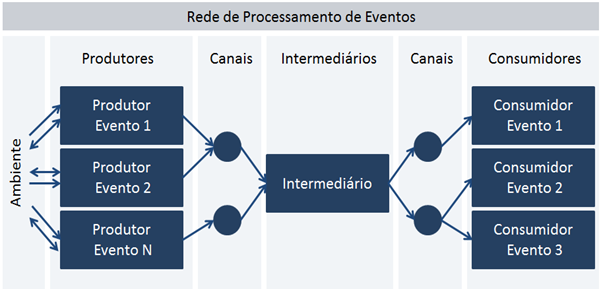 Rede de Processamento de Eventos
Produtores
Canais
Intermediários
Canais
Consumidores
Ambiente
Produtor
Evento 1
Produtor
Evento 2
Produtor
Evento N
Intermediário
Consumidor
Evento 1
Consumidor
Evento 2
Consumidor
Evento 3